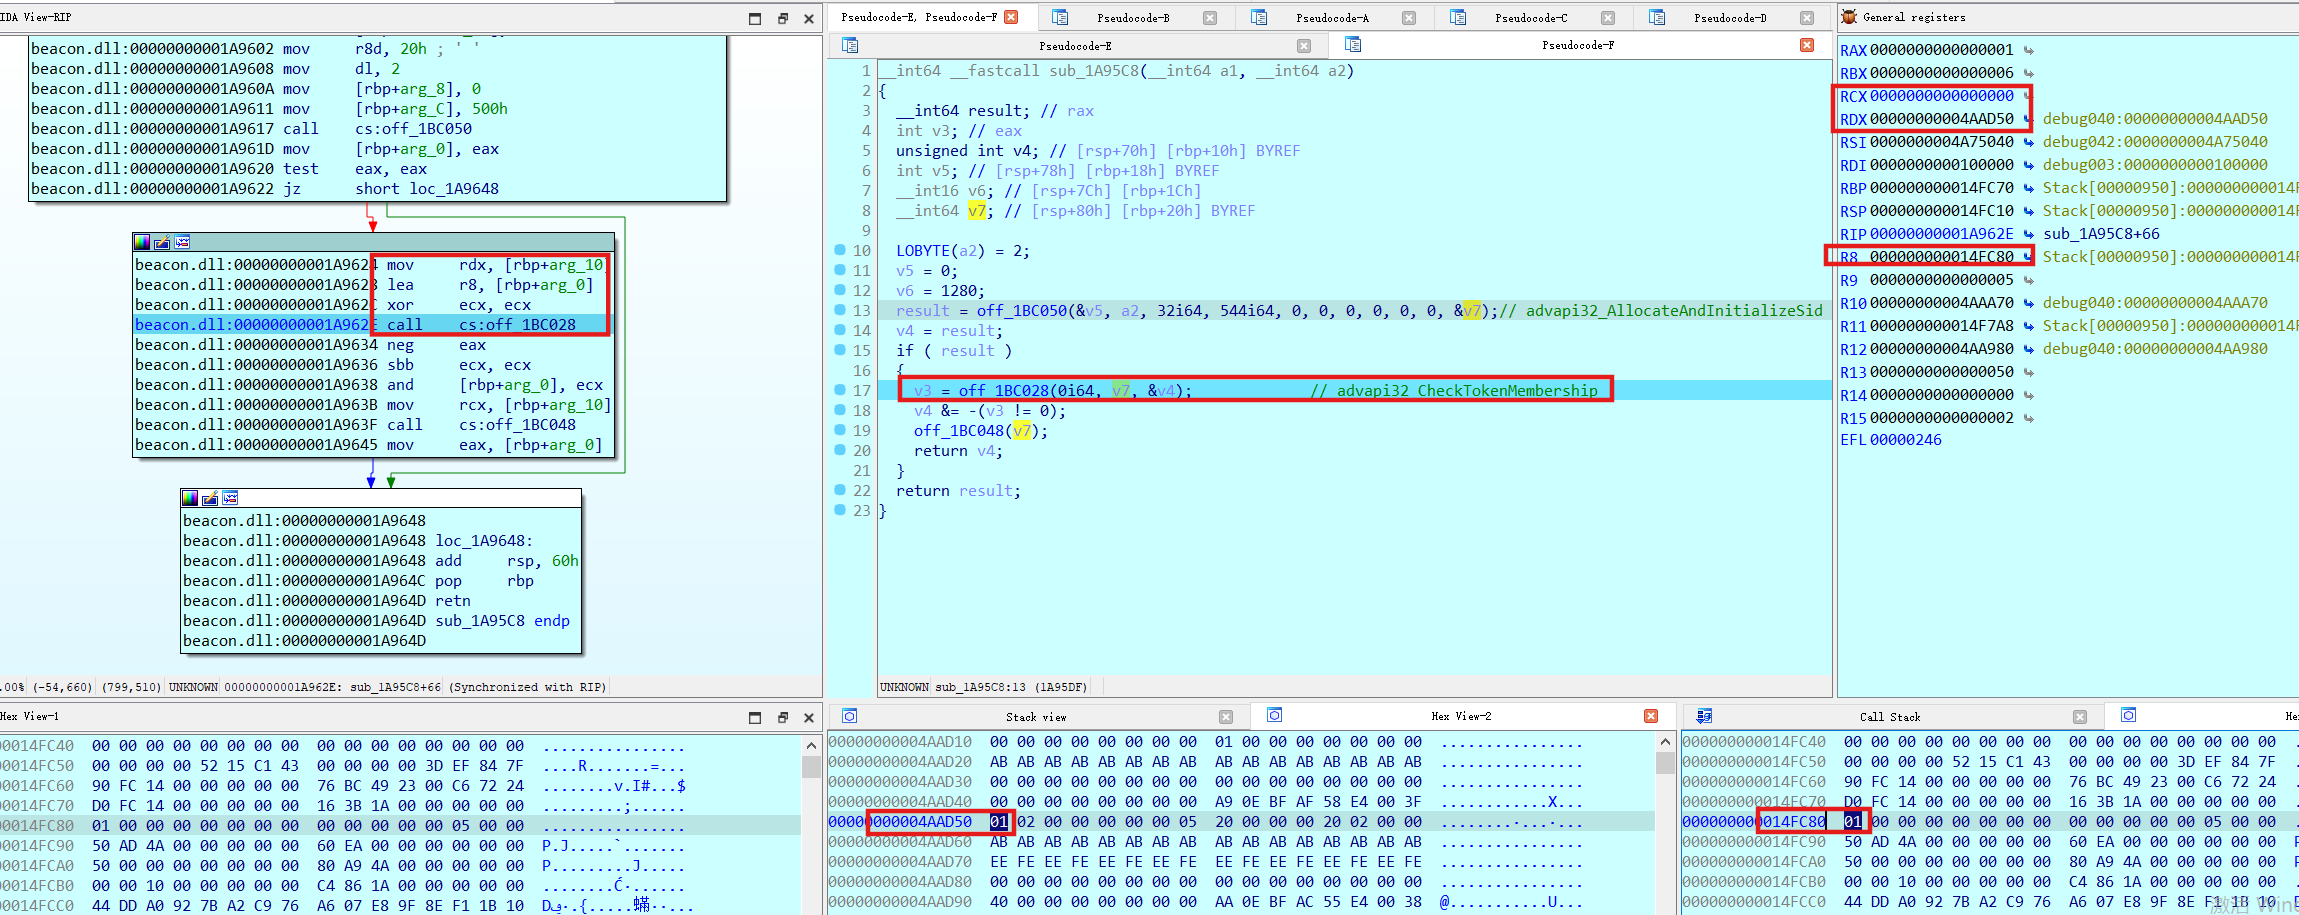 IDA View-RIP
beacon.dll:00000000001A9602 mov r8d, 20h ; ' '
beacon.dll:00000000001A9608 mov dl, 2
beacon.dll:00000000001A960A mov [rbp+arg_8], 0
beacon.dll:00000000001A9611 mov [rbp+arg_C], 500h
beacon.dll:00000000001A9617 call cs:off_1BC050
beacon.dll:00000000001A961D mov [rbp+arg_0], eax
beacon.dll:00000000001A9620 test eax, eax
beacon.dll:00000000001A9622 jz short loc_1A9648
beacon.dll:00000000001A9624 mov rdx, [rbp+arg_10]
beacon.dll:00000000001A9628 lea r8, [rbp+arg_0]
beacon.dll:00000000001A962C xor ecx, ecx
beacon.dll:00000000001A962E call cs:off_1BC028
beacon.dll:00000000001A9634 neg eax
beacon.dll:00000000001A9636 sbb ecx, ecx
beacon.dll:00000000001A9638 and [rbp+arg_0], ecx
beacon.dll:00000000001A963B mov rcx, [rbp+arg_10]
beacon.dll:00000000001A963F call cs:off_1BC048
beacon.dll:00000000001A9645 mov eax, [rbp+arg_0]
beacon.dll:00000000001A9648
beacon.dll:00000000001A9648 loc_1A9648:
beacon.dll:00000000001A9648 add rsp, 60h
beacon.dll:00000000001A964C pop rbp
beacon.dll:00000000001A964D retn
beacon.dll:00000000001A964D sub_1A95C8 endp
beacon.dll:00000000001A964D
.00% (-54,660) (799,510) UNKNOWN 00000000001A962E: sub_1A95C8+66 (Synchronized with RIP)
Pseudocode-E, Pseudocode-F Pseudocode-B Pseudocode-A Pseudocode-C Pseudocode-D
Pseudocode-E Pseudocode-F
1 __int64 __fastcall sub_1A95C8(__int64 a1, __int64 a2)
2 {
3 __int64 result; // rax
4 int v3; // eax
5 unsigned int v4; // [rsp+70h] [rbp+10h] BYREF
6 int v5; // [rsp+78h] [rbp+18h] BYREF
7 __int16 v6; // [rsp+7Ch] [rbp+1Ch]
8 __int64 v7; // [rsp+80h] [rbp+20h] BYREF
9
10 LOBYTE(a2) = 2;
11 v5 = 0;
12 v6 = 1280;
13 result = off_1BC050(&v5, a2, 32i64, 544i64, 0, 0, 0, 0, 0, 0, &v7);// advapi32_AllocateAndInitializeSid
14 v4 = result;
15 if ( result )
16 {
17 v3 = off_1BC028(0i64, v7, &v4); // advapi32_CheckTokenMembership
18 v4 &= -(v3 != 0);
19 off_1BC048(v7);
20 return v4;
21 }
22 return result;
23 }
UNKNOWN sub_1A95C8:13 (1A95DF)
General registers
RAX 0000000000000001
RBX 0000000000000006
RCX 0000000000000000
RDX 00000000004AAD50 debug040:00000000004AAD50
RSI 0000000004A75040 debug042:0000000004A75040
RDI 0000000000100000 debug003:0000000000100000
RBP 000000000014FC70 Stack[00000950]:000000000014F
RSP 000000000014FC10 Stack[00000950]:000000000014F
RIP 00000000001A962E sub_1A95C8+66
R8 000000000014FC80 Stack[00000950]:000000000014F
R9 0000000000000005
R10 00000000004AAA70 debug040:00000000004AAA70
R11 000000000014F7A8 Stack[00000950]:000000000014F
R12 00000000004AA980 debug040:00000000004AA980
R13 0000000000000050
R14 0000000000000000
R15 0000000000000002
EFL 00000246
Hex View-1
00014FC40 00 00 00 00 00 00 00 00 00 00 00 00 00 00 00 00 ................
00014FC50 00 00 00 00 52 15 C1 43 00 00 00 00 3D EF 84 7F ....R.......=...
00014FC60 90 FC 14 00 00 00 00 00 76 BC 49 23 00 C6 72 24 ........v.I#...$
00014FC70 D0 FC 14 00 00 00 00 00 16 3B 1A 00 00 00 00 00 .........;......
00014FC80 01 00 00 00 00 00 00 00 00 00 00 00 05 00 00 ................
00014FC90 50 AD 4A 00 00 00 00 00 60 EA 00 00 00 00 00 00 P.J.....`.......
00014FCA0 50 00 00 00 00 00 00 00 80 A9 4A 00 00 00 00 00 P.........J.....
00014FCB0 00 00 10 00 00 00 00 00 C4 86 1A 00 00 00 00 00
00014FCC0 44 DD A0 92 7B A2 C9 76 A6 07 E8 9F 8E F1 1B 10
Stack view Hex View-2
00000000004AAD10 00 00 00 00 00 00 00 00 01 00 00 00 00 00 00 00 ................
00000000004AAD20 AB AB AB AB AB AB AB AB AB AB AB AB AB AB AB AB ................
00000000004AAD30 00 00 00 00 00 00 00 00 00 00 00 00 00 00 00 00 ................
00000000004AAD40 00 00 00 00 00 00 00 00 A9 0E BF AF 58 E4 00 3F ............X...
00000000004AAD50 01 02 00 00 00 00 00 05 20 00 00 00 20 02 00 00
00000000004AAD60 AB AB AB AB AB AB AB AB AB AB AB AB AB AB AB AB ................
00000000004AAD70 EE FE EE FE EE FE EE FE EE FE EE FE EE FE EE FE ................
00000000004AAD80 00 00 00 00 00 00 00 00 00 00 00 00 00 00 00 00 ................
00000000004AAD90 40 00 00 00 00 00 00 00 AA 0E BF AC 55 E4 00 38 @...........U...
Call Stack
000000000014FC40 00 00 00 00 00 00 00 00 00 00 00 00 00 00 00 00
000000000014FC50 00 00 00 00 52 15 C1 43 00 00 00 00 3D EF 84 7F
000000000014FC60 90 FC 14 00 00 00 00 00 76 BC 49 23 00 C6 72 24
000000000014FC70 D0 FC 14 00 00 00 00 00 16 3B 1A 00 00 00 00 00
000000000014FC80 01 00 00 00 00 00 00 00 00 00 00 00 05 00 00
000000000014FC90 50 AD 4A 00 00 00 00 00 60 EA 00 00 00 00 00 00
000000000014FCA0 50 00 00 00 00 00 00 00 80 A9 4A 00 00 00 00 00
000000000014FCB0 00 00 10 00 00 00 00 00 C4 86 1A 00 00 00 00 00
000000000014FCC0 44 DD A0 92 7B A2 C9 76 A6 07 E8 9F 8E F1 1B 10